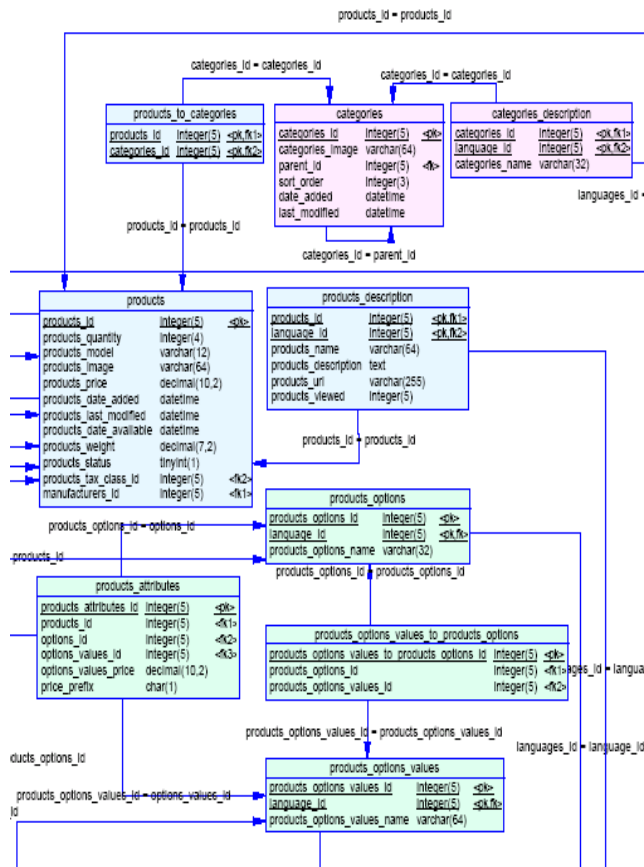 products_id = products_id
categories_id = categories_id
categories_id = categories_id
products_to_categories
products_id Integer(5) <pk,fk1>
categories_id Integer(5) <pk,fk2>
categories
categories_id Integer(5) <pk>
categories_image varchar(64)
parent_id Integer(5) <fk>
sort_order Integer(3)
date_added datetime
last_modified datetime
categories_description
categories_id Integer(5) <pk,fk1>
language_id Integer(5) <pk,fk2>
categories_name varchar(32)
languages_id =
products_id = products_id
categories_id = parent_id
products
products_id Integer(5) <pk>
products_quantity Integer(4)
products_model varchar(12)
products_image varchar(64)
products_price decimal(10,2)
products_date_added datetime
products_last_modified datetime
products_date_available datetime
products_weight decimal(7,2)
products_status tinyint(1)
products_tax_class_id Integer(5) <fk2>
manufacturers_id Integer(5) <fk1>
products_description
products_id Integer(5) <pk,fk1>
language_id Integer(5) <pk,fk2>
products_name varchar(64)
products_description text
products_url varchar(255)
products_viewed Integer(5)
products_id = products_id
products_options
products_options_id Integer(5) <pk>
language_id Integer(5) <pk,fk>
products_options_name varchar(32)
products_options_id = options_id
products_id
products_options_id = products_options_id
products_attributes
products_attributes_id Integer(5) <pk>
products_id Integer(5) <fk1>
options_id Integer(5) <fk2>
options_values_id Integer(5) <fk3>
options_values_price decimal(10,2)
price_prefix char(1)
products_options_values_to_products_options
products_options_values_to_products_options_id Integer(5) <pk>
products_options_id Integer(5) <fk1>
products_options_values_id Integer(5) <fk2>
ages_id = langua
products_options_values_id = products_options_values_id
languages_id = language_id
oducts_options_id
products_options_values
products_options_values_id Integer(5) <pk>
language_id Integer(5) <pk,fk>
products_options_values_name varchar(64)
products_options_values_id = options_values_id
_id